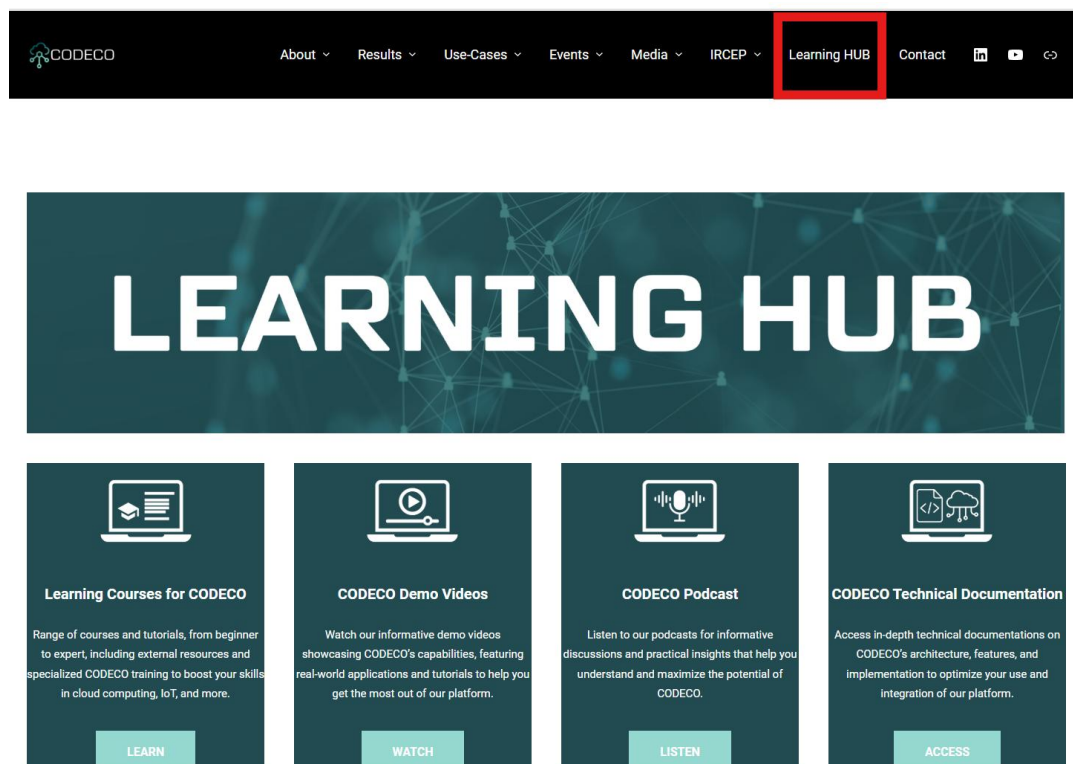 CODECO
About Results Use-Cases Events Media IRCEP Learning HUB Contact in
LEARNING HUB
Learning Courses for CODECO
Range of courses and tutorials, from beginner
to expert, including external resources and
specialized CODECO training to boost your skills
in cloud computing, IoT, and more.
LEARN
CODECO Demo Videos
Watch our informative demo videos
showcasing CODECO's capabilities, featuring
real-world applications and tutorials to help you
get the most out of our platform.
WATCH
CODECO Podcast
Listen to our podcasts for informative
discussions and practical insights that help you
understand and maximize the potential of
CODECO.
LISTEN
</>
CODECO Technical Documentation
Access in-depth technical documentations on
CODECO's architecture, features, and
implementation to optimize your use and
integration of our platform.
ACCESS